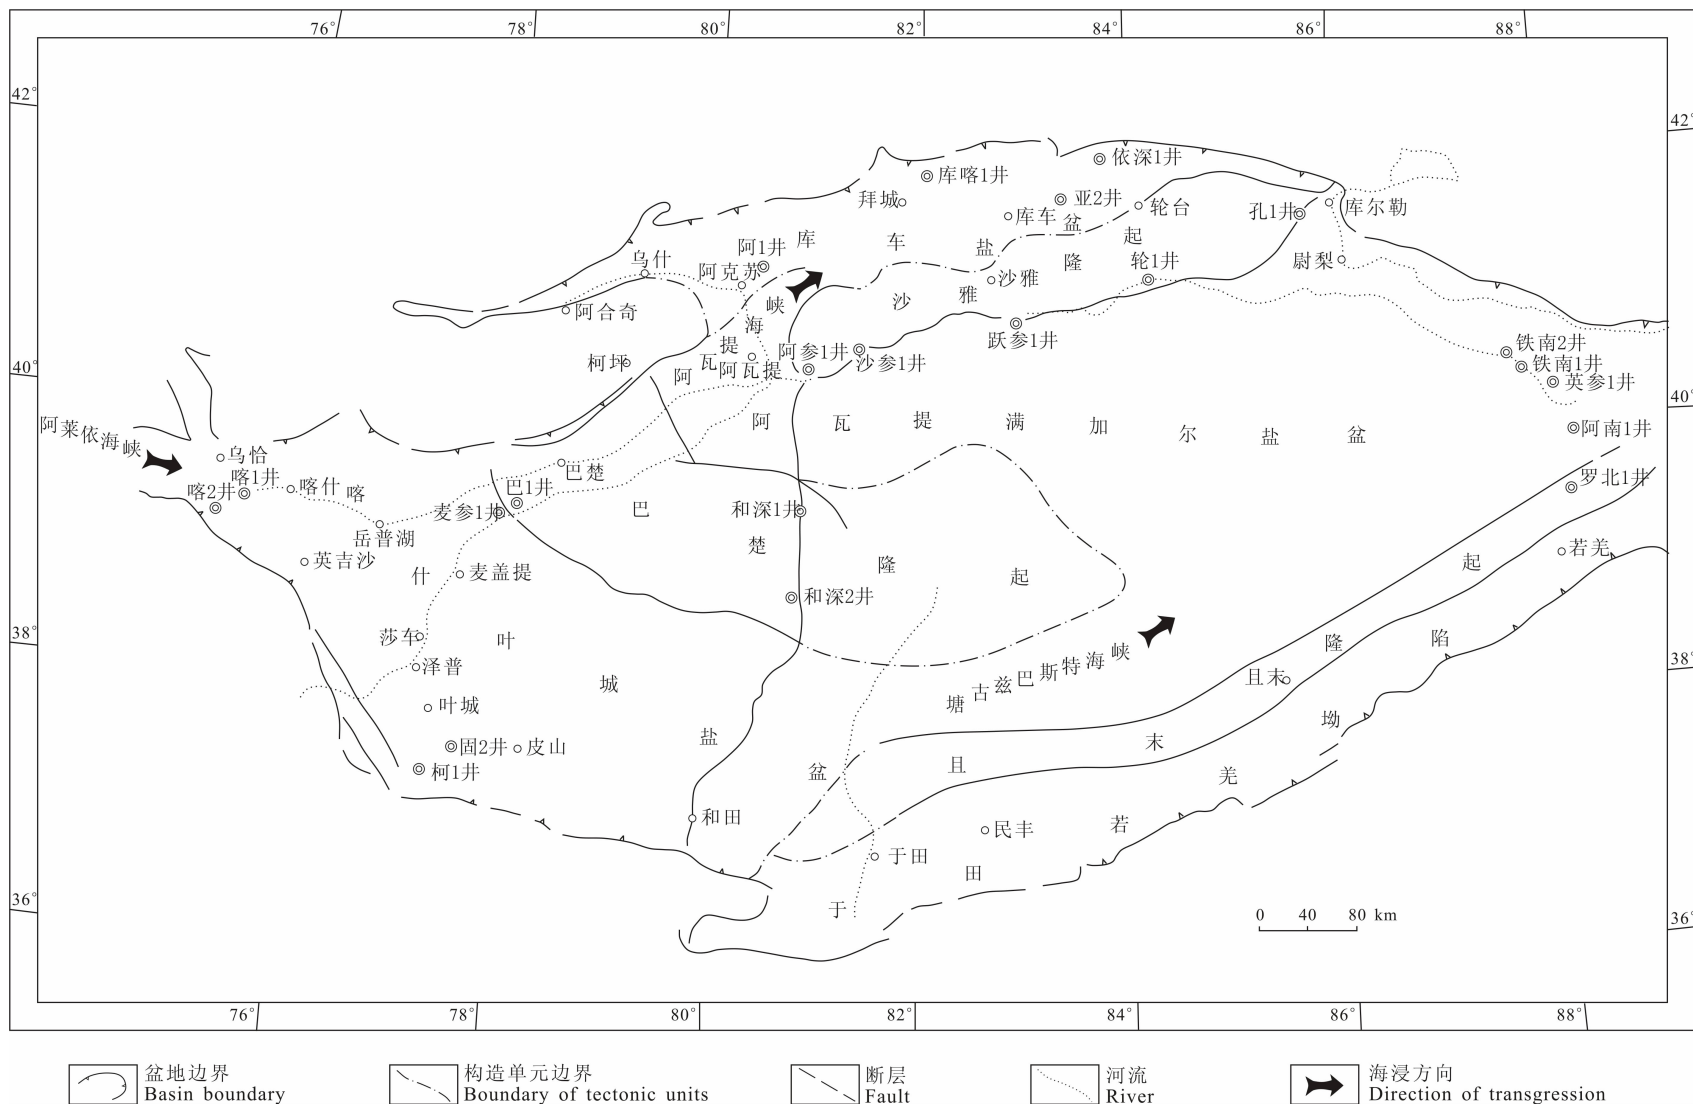 76° 78° 80° 82° 84° 86° 88°
42° 42°
依深1井
库喀1井
拜城
亚2井
轮台
库车
孔1井
库尔勒
库车盐盆
阿1井
乌什
阿克苏
沙雅
轮1井
尉犁
沙雅隆起
阿合奇
阿瓦提海峡
跃参1井
阿参1井
沙参1井
铁南2井
铁南1井
英参1井
柯坪
阿瓦提
40° 40°
阿瓦提满加尔盐盆
阿南1井
阿莱依海峡
乌恰
喀1井
喀2井
喀什
巴楚
巴1井
麦参1井
罗北1井
岳普湖
和深1井
英吉沙
麦盖提
若羌
巴楚隆起
和深2井
莎车
38° 38°
泽普
塘古兹巴斯特海峡
且末
叶城
固2井
皮山
柯1井
喀什叶城盐盆
且末隆起
和田
民丰
于田
于田若羌坳陷
36° 36°
0 40 80 km
76° 78° 80° 82° 84° 86° 88°
盆地边界
Basin boundary
构造单元边界
Boundary of tectonic units
断层
Fault
河流
River
海浸方向
Direction of transgression